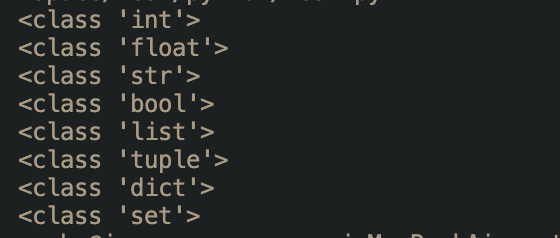 <class 'int'>
<class 'float'>
<class 'str'>
<class 'bool'>
<class 'list'>
<class 'tuple'>
<class 'dict'>
<class 'set'>